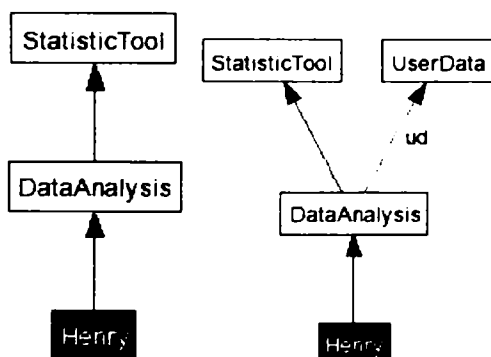 StatisticTool
DataAnalysis
Henry
StatisticTool
UserData
ud
DataAnalysis
Henry